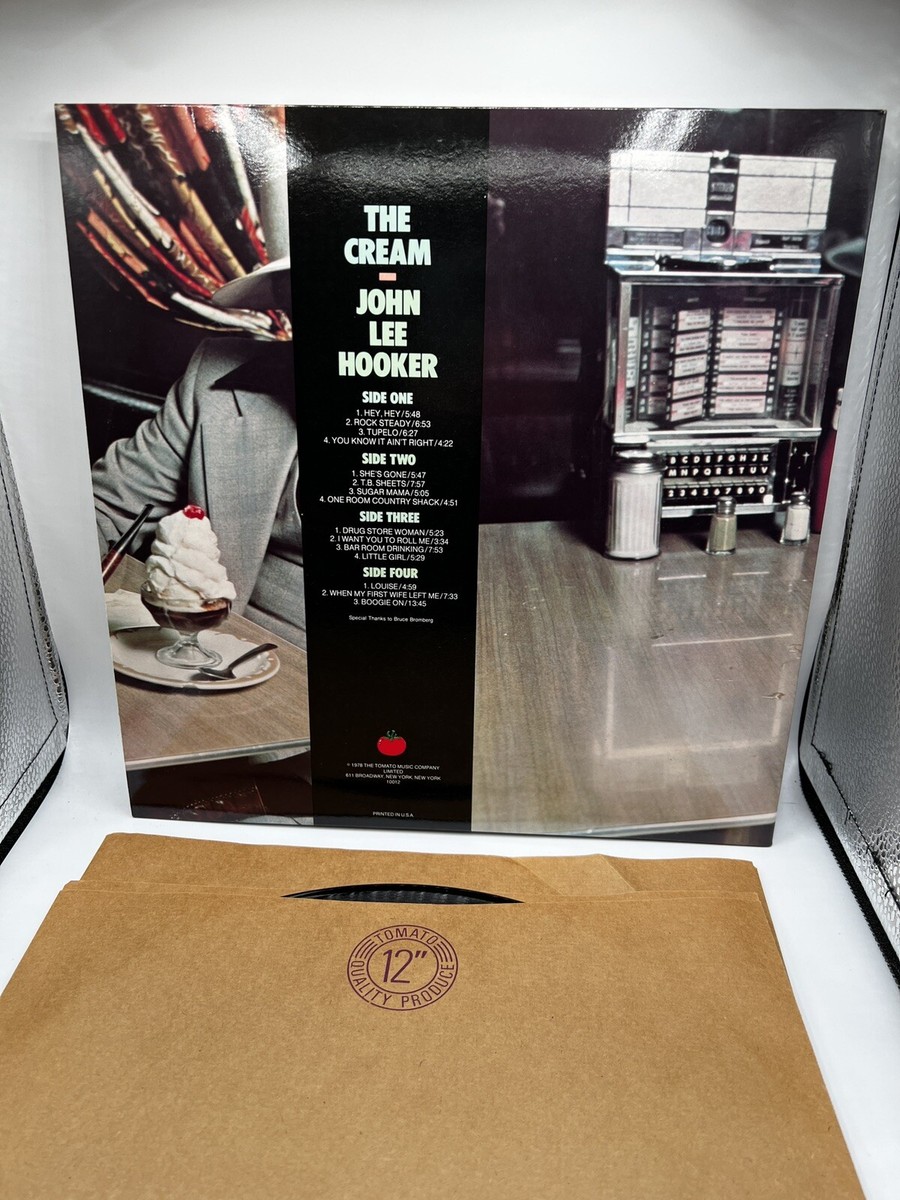 THE
CREAM
JOHN
LEE
HOOKER
SIDE ONE
1. HEY, HEY/5:48
2. ROCK STEADY/6:53
3. TUPELO/6:27
4. YOU KNOW IT AIN'T RIGHT/4:22
SIDE TWO
1. SHE'S GONE/5:47
2. T.B. SHEETS/7:57
3. SUGAR MAMA/5:05
4. ONE ROOM COUNTRY SHACK/4:51
SIDE THREE
1. DRUG STORE WOMAN/5:23
2. I WANT YOU TO ROLL ME/3:34
3. BAR ROOM DRINKING/7:53
4. LITTLE GIRL/5:29
SIDE FOUR
1. LOUISE/4:59
2. WHEN MY FIRST WIFE LEFT ME/7:33
3. BOOGIE ON/13:45
Special Thanks to Bruce Bromberg
© 1978 THE TOMATO MUSIC COMPANY
LIMITED
611 BROADWAY, NEW YORK, NEW YORK
10012
PRINTED IN U.S.A.
TOMATO
12"
QUALITY PRODUCE